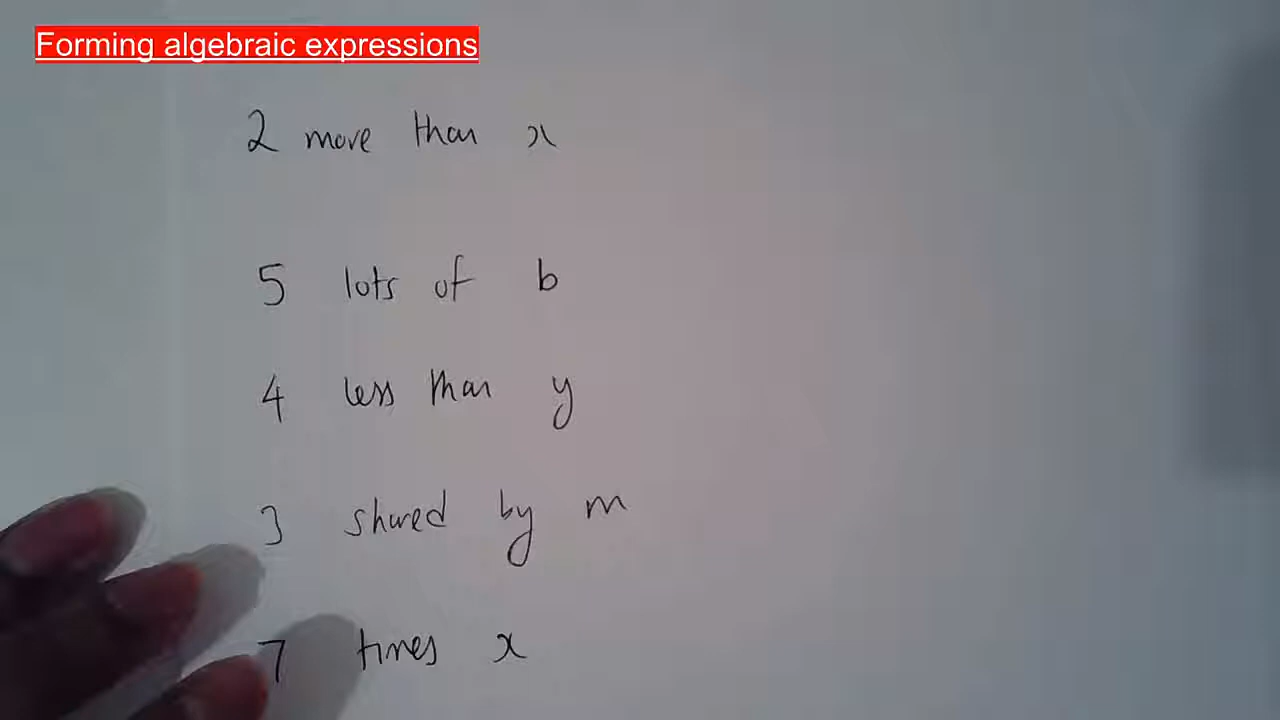 Forming algebraic expressions
2 more than x
5 lots of b
4 less than y
3 shared by m
7 times x